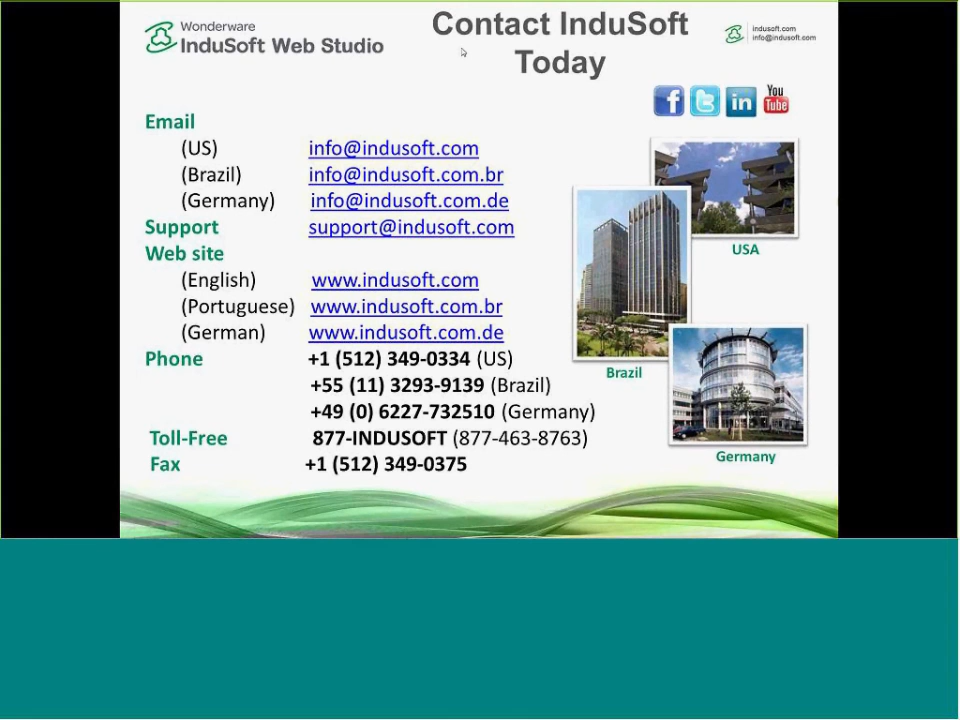 Wonderware
InduSoft Web Studio
Contact InduSoft
Today
indusoft.com
info@indusoft.com
You
Tube
Email
(US) info@indusoft.com
(Brazil) info@indusoft.com.br
(Germany) info@indusoft.com.de
Support support@indusoft.com
Web site
(English) www.indusoft.com
(Portuguese) www.indusoft.com.br
(German) www.indusoft.com.de
Phone +1 (512) 349-0334 (US)
+55 (11) 3293-9139 (Brazil)
+49 (0) 6227-732510 (Germany)
Toll-Free 877-INDUSOFT (877-463-8763)
Fax +1 (512) 349-0375
USA
Brazil
Germany